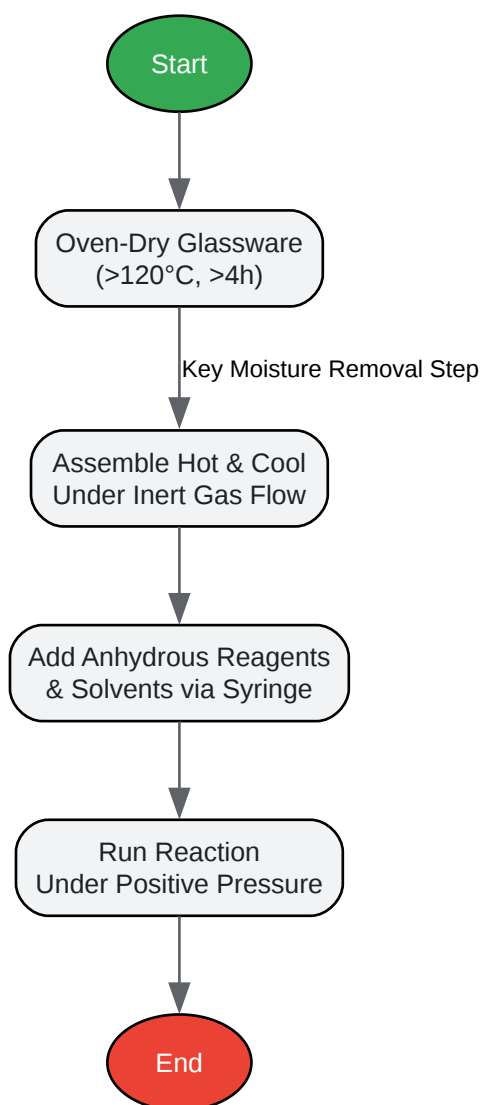 Start
Oven-Dry Glassware
(>120°C, >4h)
Key Moisture Removal Step
Assemble Hot & Cool
Under Inert Gas Flow
Add Anhydrous Reagents
& Solvents via Syringe
Run Reaction
Under Positive Pressure
End